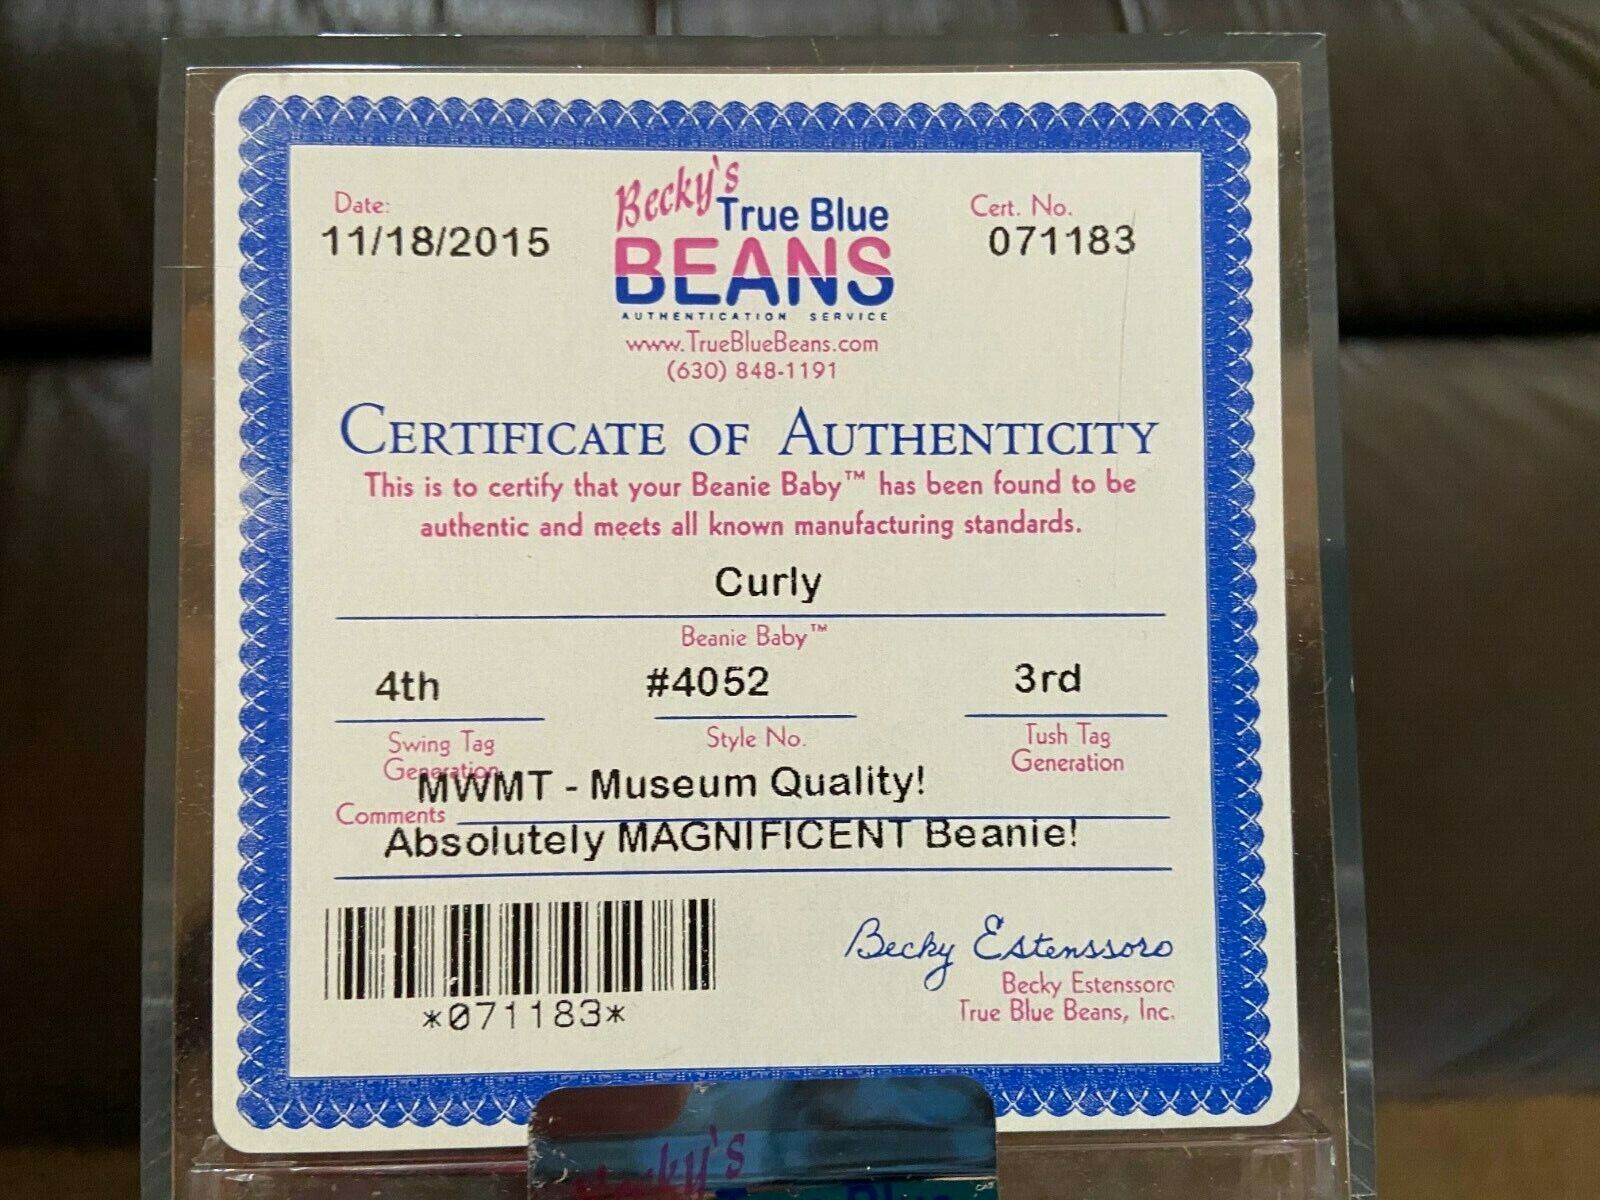 Date:
11/18/2015
Becky's
True Blue
BEANS
AUTHENTICATION SERVICE
www.TrueBlueBeans.com
(630) 848-1191
Cert. No.
071183
CERTIFICATE OF AUTHENTICITY
This is to certify that your Beanie Baby™ has been found to be
authentic and meets all known manufacturing standards.
Curly
Beanie Baby™
4th #4052 3rd
Swing Tag Style No. Tush Tag
Generation Generation
MWMT - Museum Quality!
Comments
Absolutely MAGNIFICENT Beanie!
*071183*
Becky Estenssoro
Becky Estenssoro
True Blue Beans, Inc.
Becky's
True Blue